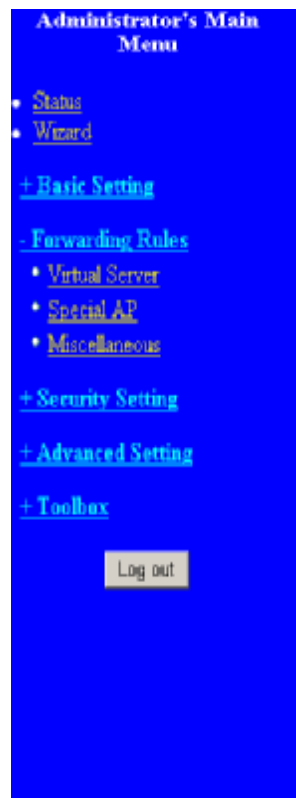 Administrator's Main
Menu
• Status
• Wizard
+ Basic Setting
- Forwarding Rules
• Virtual Server
• Special AP
• Miscellaneous
+ Security Setting
+ Advanced Setting
+ Toolbox
Log out